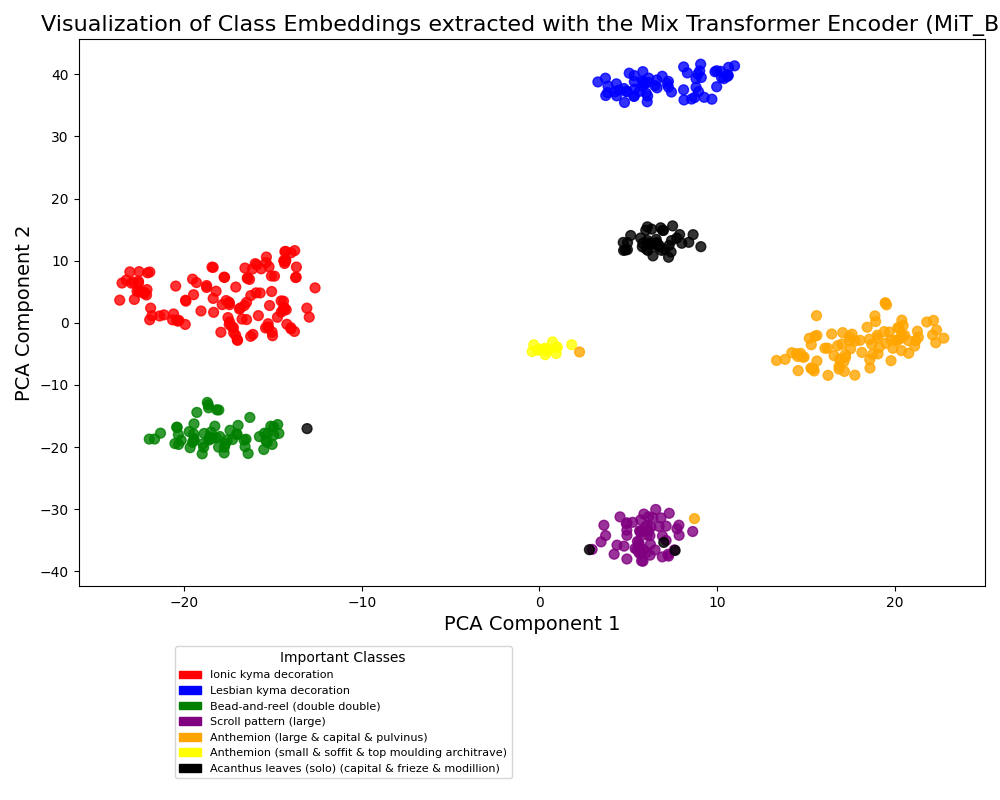 Visualization of Class Embeddings extracted with the Mix Transformer Encoder (MiT_B
PCA Component 2
40
30
20
10
0
−10
−20
−30
−40
−20
−10
0
10
20
PCA Component 1
Important Classes
Ionic kyma decoration
Lesbian kyma decoration
Bead-and-reel (double double)
Scroll pattern (large)
Anthemion (large & capital & pulvinus)
Anthemion (small & soffit & top moulding architrave)
Acanthus leaves (solo) (capital & frieze & modillion)